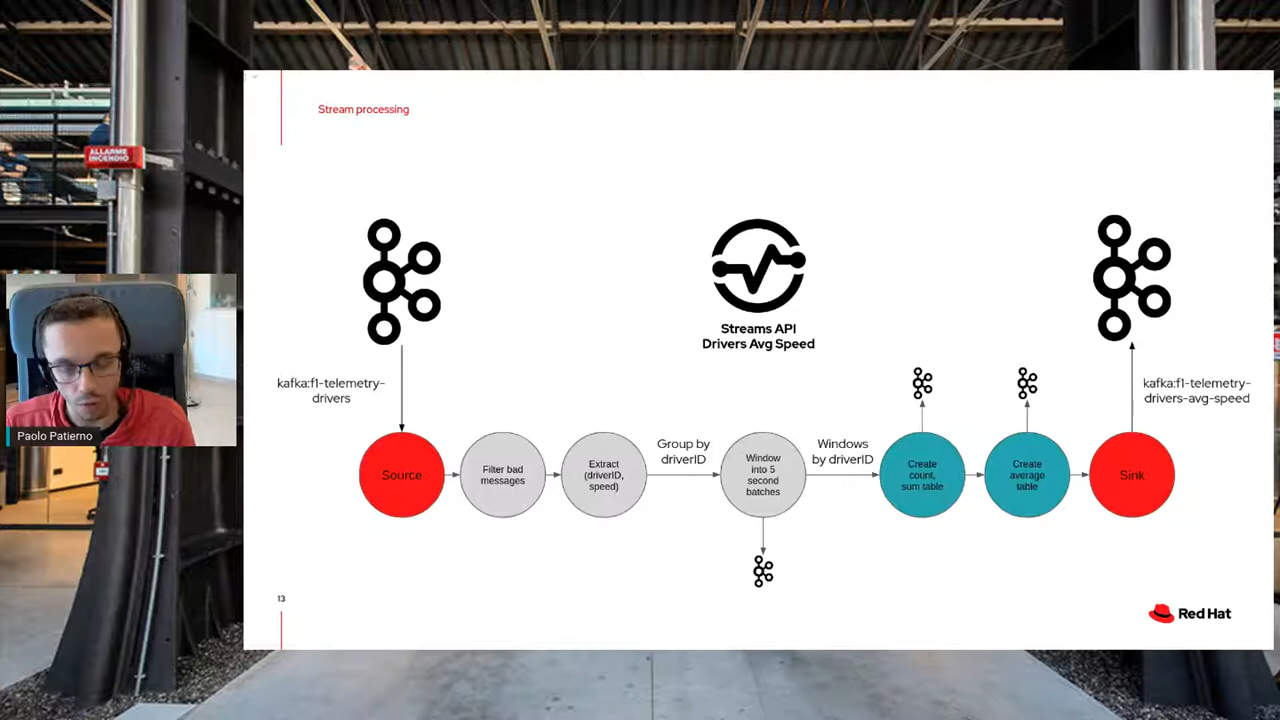 Stream processing
ALLARME
INCENDIO
Streams API
Drivers Avg Speed
kafka:f1-telemetry-
drivers
kafka:f1-telemetry-
drivers-avg-speed
Paolo Patierno
Source
Filter bad
messages
Extract
(driverID,
speed)
Group by
driverID
Window
into 5
second
batches
Windows
by driverID
Create
count,
sum table
Create
average
table
Sink
13
Red Hat